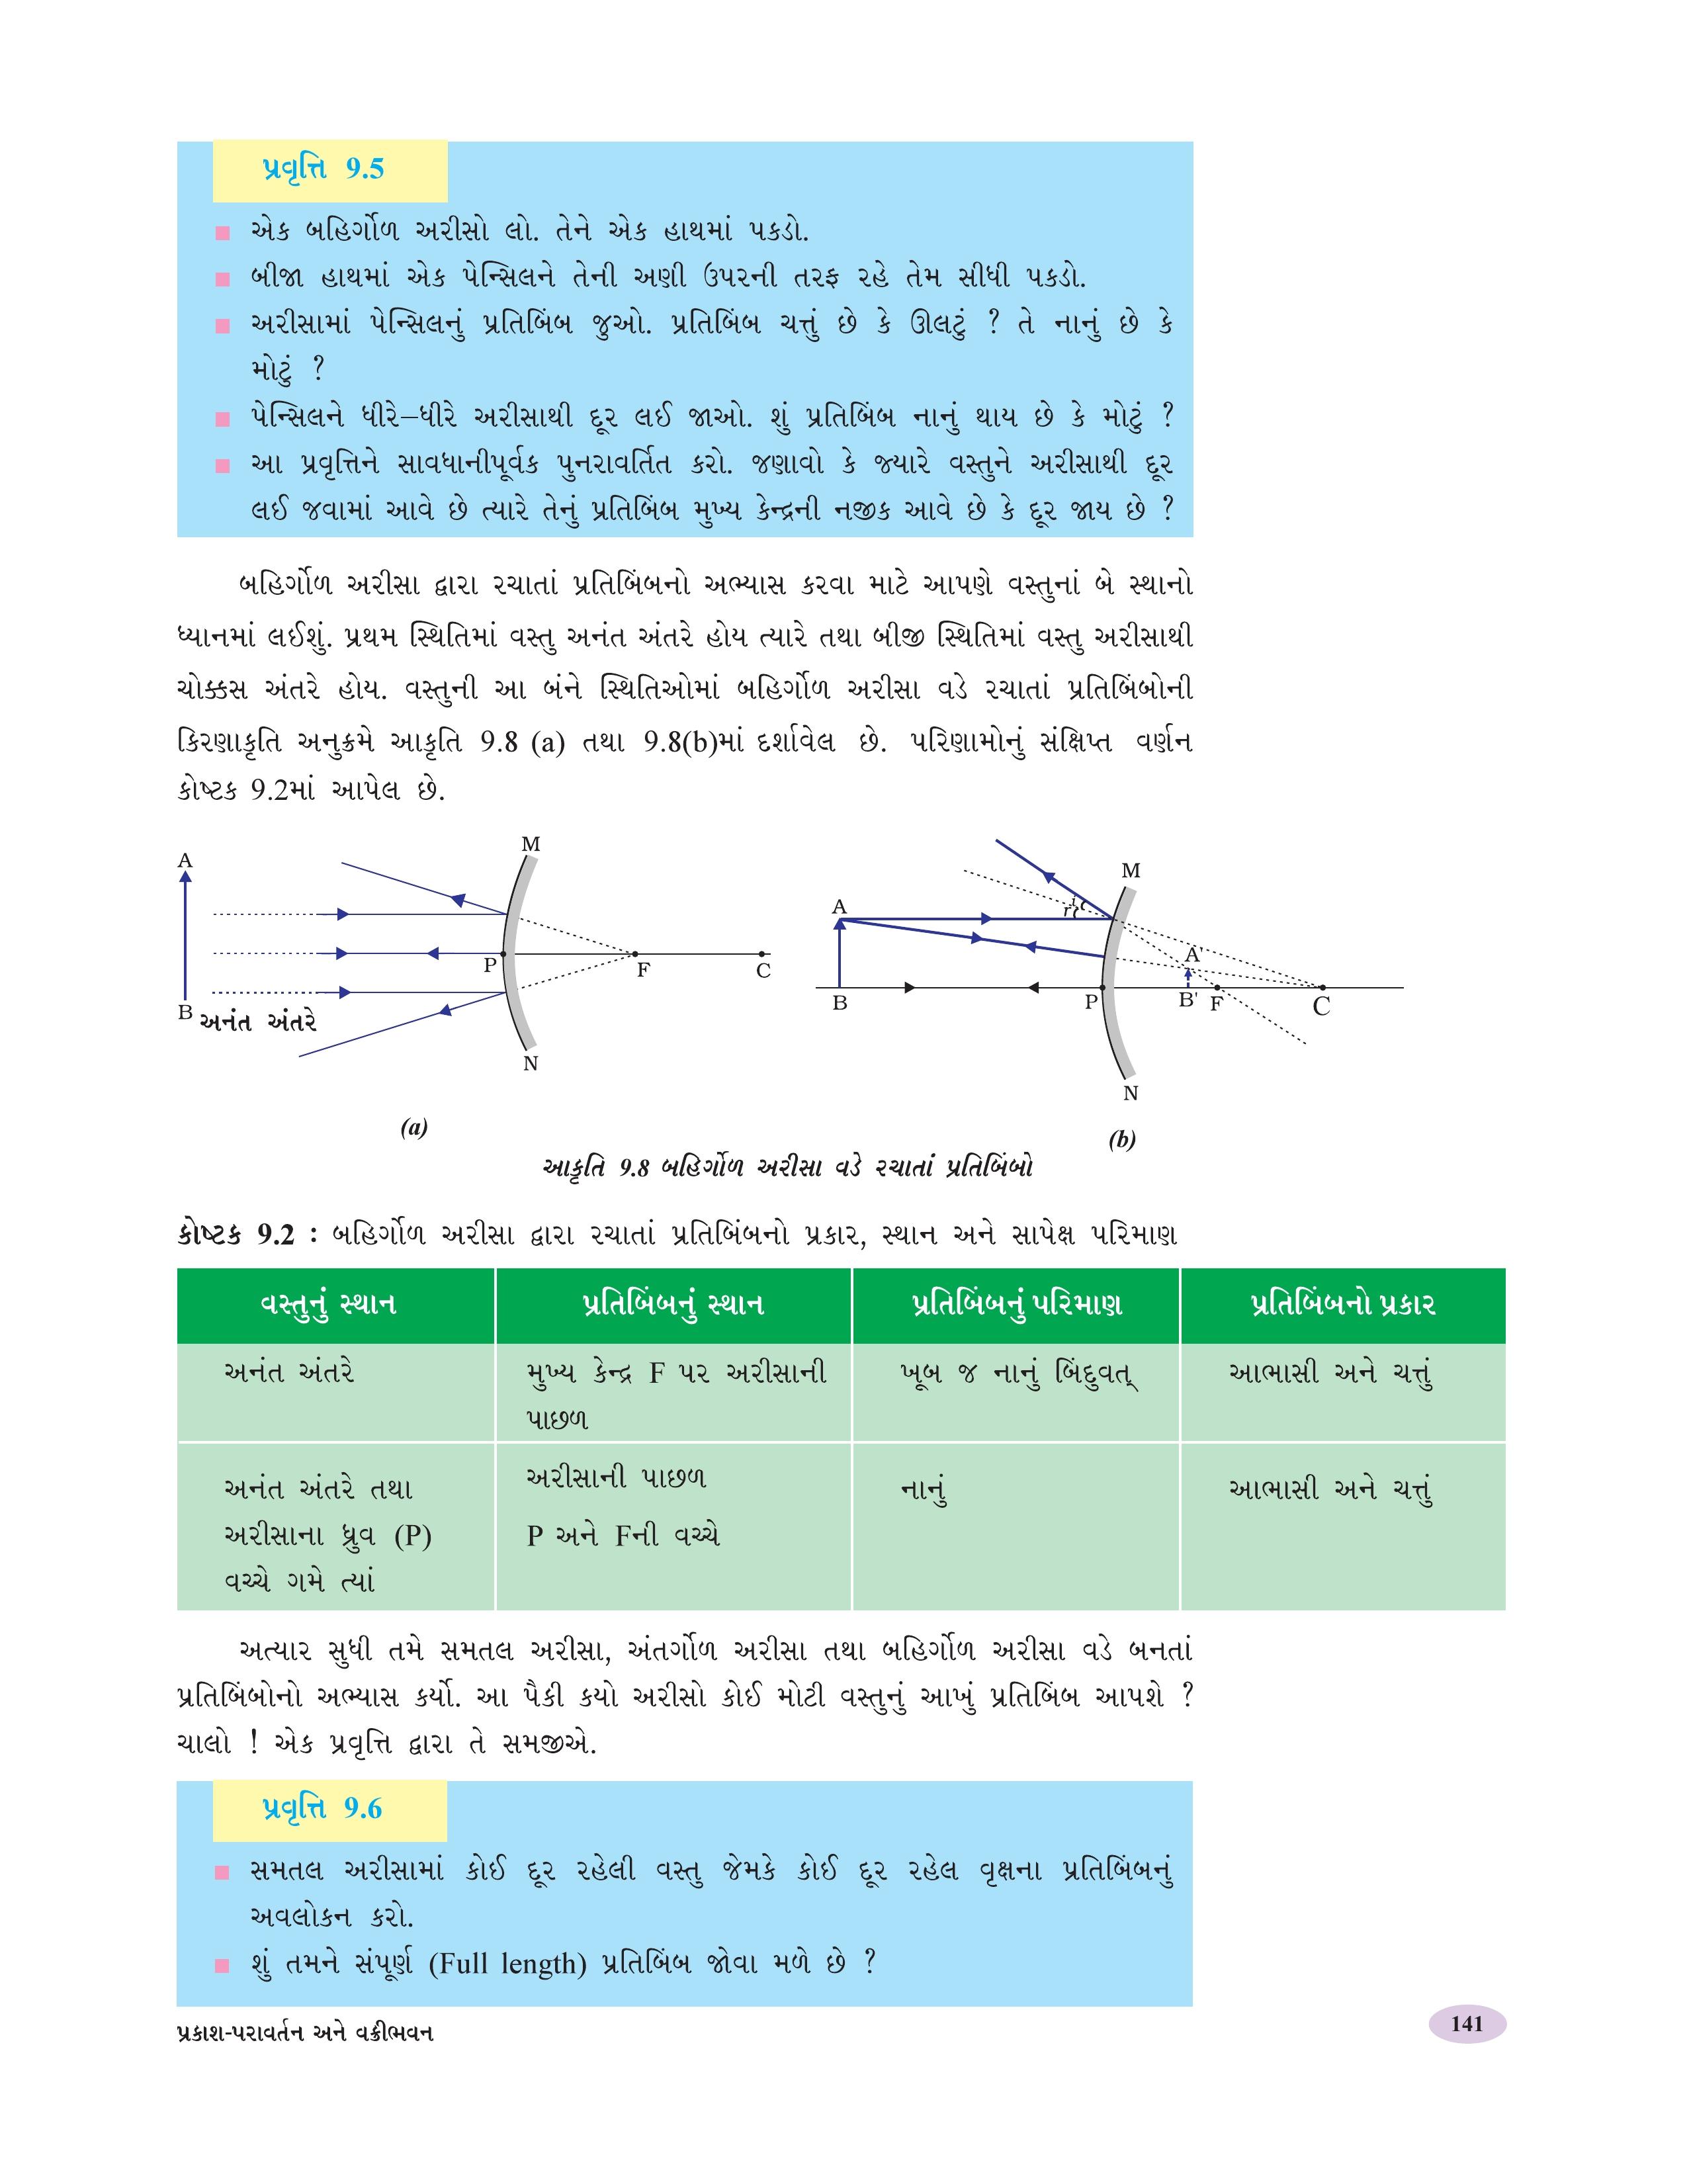 પ્રવૃત્તિ 9.5
એક બહિર્ગોળ અરીસો લો. તેને એક હાથમાં પકડો.
બીજા હાથમાં એક પેન્સિલને તેની અણી ઉપરની તરફ રહે તેમ સીધી પકડો.
અરીસામાં પેન્સિલનું પ્રતિબિંબ જુઓ. પ્રતિબિંબ ચત્તું છે કે ઊલટું ? તે નાનું છે કે
મોટું ?
પેન્સિલને ધીરે–ધીરે અરીસાથી દૂર લઈ જાઓ. શું પ્રતિબિંબ નાનું થાય છે કે મોટું ?
આ પ્રવૃત્તિને સાવધાનીપૂર્વક પુનરાવર્તિત કરો. જણાવો કે જ્યારે વસ્તુને અરીસાથી દૂર
લઈ જવામાં આવે છે ત્યારે તેનું પ્રતિબિંબ મુખ્ય કેન્દ્રની નજીક આવે છે કે દૂર જાય છે ?
બહિર્ગોળ અરીસા દ્વારા રચાતાં પ્રતિબિંબનો અભ્યાસ કરવા માટે આપણે વસ્તુનાં બે સ્થાનો
ધ્યાનમાં લઈશું. પ્રથમ સ્થિતિમાં વસ્તુ અનંત અંતરે હોય ત્યારે તથા બીજી સ્થિતિમાં વસ્તુ અરીસાથી
ચોક્કસ અંતરે હોય. વસ્તુની આ બંને સ્થિતિઓમાં બહિર્ગોળ અરીસા વડે રચાતાં પ્રતિબિંબોની
કિરણાકૃતિ અનુક્રમે આકૃતિ 9.8 (a) તથા 9.8(b)માં દર્શાવેલ છે. પરિણામોનું સંક્ષિપ્ત વર્ણન
કોષ્ટક 9.2માં આપેલ છે.
A
B
અનંત અંતરે
M
P
F
C
N
(a)
A
B
M
i
r
P
A'
B'
F
C
N
(b)
આકૃતિ 9.8 બહિર્ગોળ અરીસા વડે રચાતાં પ્રતિબિંબો
કોષ્ટક 9.2 : બહિર્ગોળ અરીસા દ્વારા રચાતાં પ્રતિબિંબનો પ્રકાર, સ્થાન અને સાપેક્ષ પરિમાણ
વસ્તુનું સ્થાન પ્રતિબિંબનું સ્થાન પ્રતિબિંબનું પરિમાણ પ્રતિબિંબનો પ્રકાર
અનંત અંતરે મુખ્ય કેન્દ્ર F પર અરીસાની ખૂબ જ નાનું બિંદુવત્ આભાસી અને ચત્તું
પાછળ
અનંત અંતરે તથા અરીસાની પાછળ નાનું આભાસી અને ચત્તું
અરીસાના ધ્રુવ (P) P અને Fની વચ્ચે
વચ્ચે ગમે ત્યાં
અત્યાર સુધી તમે સમતલ અરીસા, અંતર્ગોળ અરીસા તથા બહિર્ગોળ અરીસા વડે બનતાં
પ્રતિબિંબોનો અભ્યાસ કર્યો. આ પૈકી કયો અરીસો કોઈ મોટી વસ્તુનું આખું પ્રતિબિંબ આપશે ?
ચાલો ! એક પ્રવૃત્તિ દ્વારા તે સમજીએ.
પ્રવૃત્તિ 9.6
સમતલ અરીસામાં કોઈ દૂર રહેલી વસ્તુ જેમકે કોઈ દૂર રહેલ વૃક્ષના પ્રતિબિંબનું
અવલોકન કરો.
શું તમને સંપૂર્ણ (Full length) પ્રતિબિંબ જોવા મળે છે ?
પ્રકાશ-પરાવર્તન અને વક્રીભવન
141